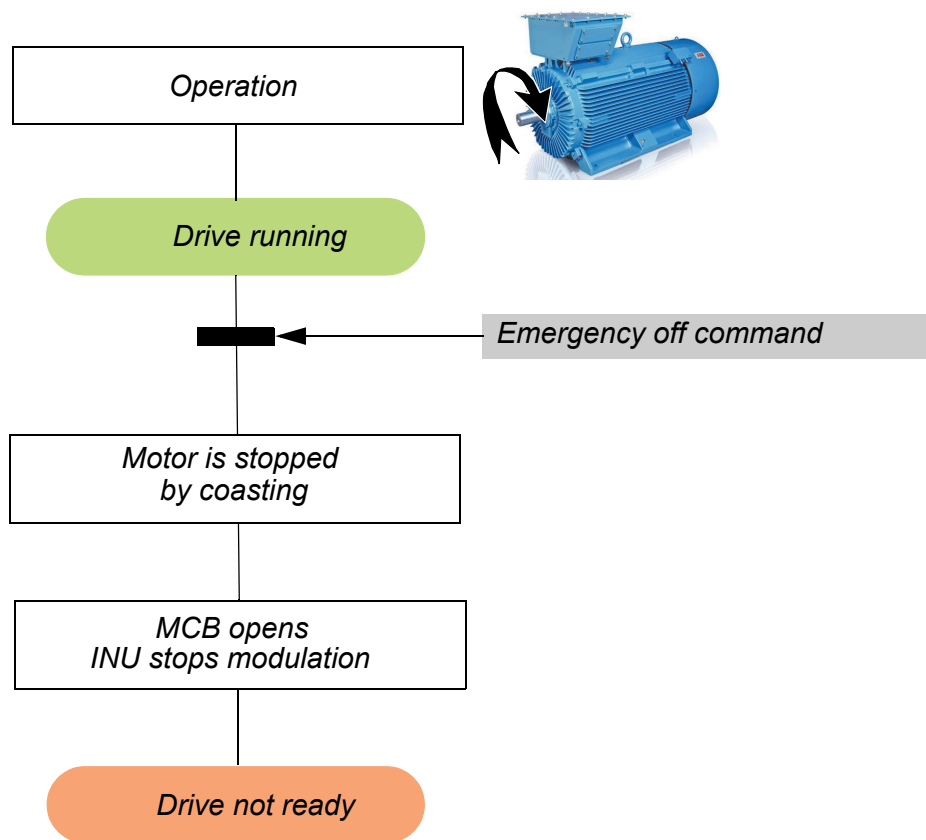 Operation
Drive running
Emergency off command
Motor is stopped
by coasting
MCB opens
INU stops modulation
Drive not ready